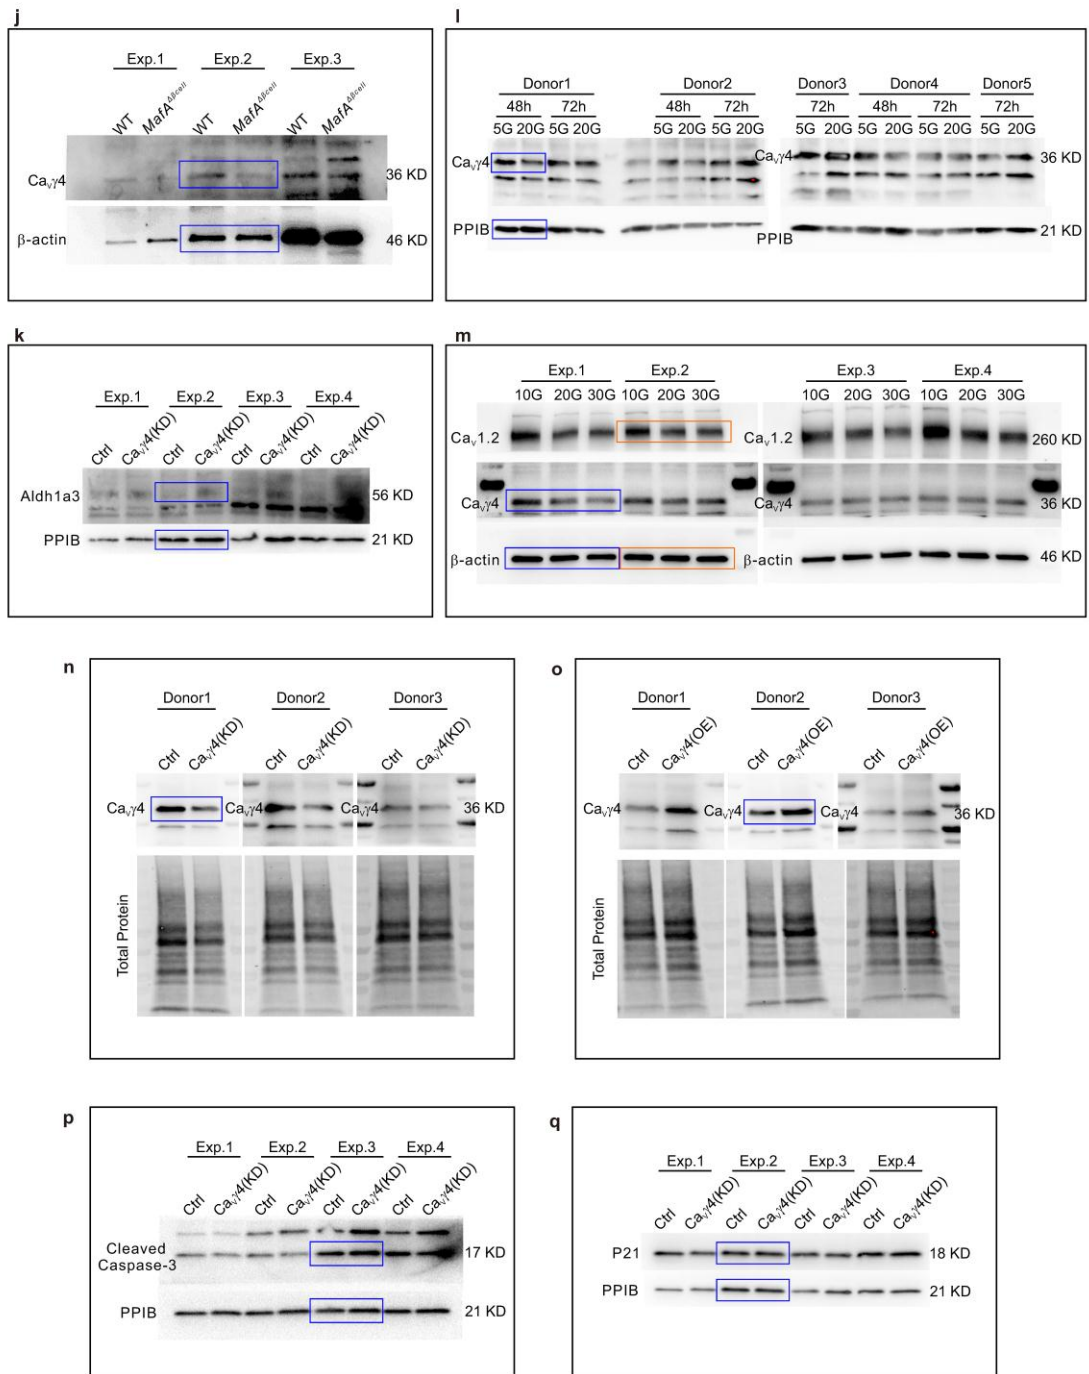 j
Exp.1 Exp.2 Exp.3
WT MafA^Δβcell WT MafA^Δβcell WT MafA^Δβcell
Caᵥγ4 36 KD
β-actin 46 KD
l
Donor1 Donor2 Donor3 Donor4 Donor5
48h 72h 48h 72h 72h 48h 72h 72h
5G 20G 5G 20G 5G 20G 5G 20G 5G 20G 5G 20G 5G 20G 5G 20G
Caᵥγ4 Caᵥγ4 36 KD
PPIB PPIB 21 KD
k
Exp.1 Exp.2 Exp.3 Exp.4
Ctrl Caᵥγ4(KD) Ctrl Caᵥγ4(KD) Ctrl Caᵥγ4(KD) Ctrl Caᵥγ4(KD)
Aldh1a3 56 KD
PPIB 21 KD
m
Exp.1 Exp.2 Exp.3 Exp.4
10G 20G 30G 10G 20G 30G 10G 20G 30G 10G 20G 30G
Caᵥ1.2 Caᵥ1.2 260 KD
Caᵥγ4 Caᵥγ4 36 KD
β-actin β-actin 46 KD
n
Donor1 Donor2 Donor3
Ctrl Caᵥγ4(KD) Ctrl Caᵥγ4(KD) Ctrl Caᵥγ4(KD)
Caᵥγ4 Caᵥγ4 Caᵥγ4 36 KD
Total Protein
o
Donor1 Donor2 Donor3
Ctrl Caᵥγ4(OE) Ctrl Caᵥγ4(OE) Ctrl Caᵥγ4(OE)
Caᵥγ4 Caᵥγ4 Caᵥγ4 36 KD
Total Protein
p
Exp.1 Exp.2 Exp.3 Exp.4
Ctrl Caᵥγ4(KD) Ctrl Caᵥγ4(KD) Ctrl Caᵥγ4(KD) Ctrl Caᵥγ4(KD)
Cleaved
Caspase-3 17 KD
PPIB 21 KD
q
Exp.1 Exp.2 Exp.3 Exp.4
Ctrl Caᵥγ4(KD) Ctrl Caᵥγ4(KD) Ctrl Caᵥγ4(KD) Ctrl Caᵥγ4(KD)
P21 18 KD
PPIB 21 KD